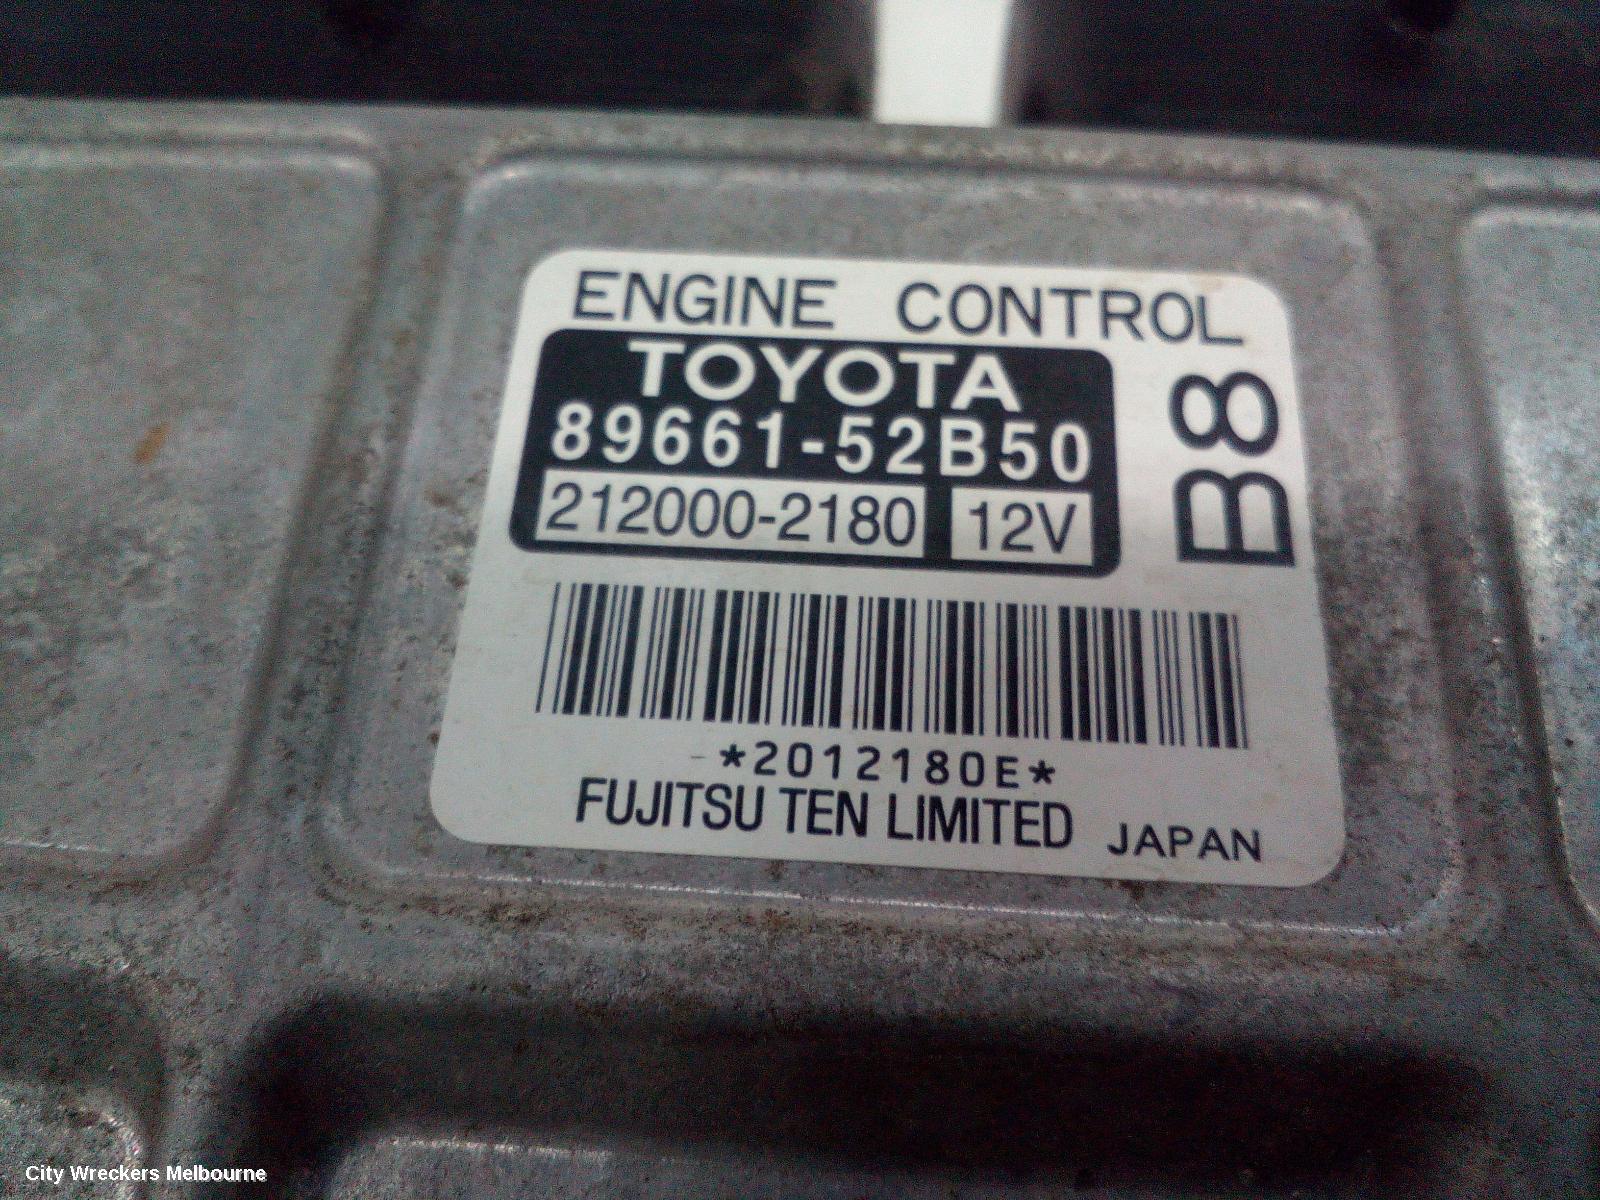 ENGINE CONTROL
TOYOTA
89661-52B50
212000-2180 12V
B8
*2012180E*
FUJITSU TEN LIMITED JAPAN
City Wreckers Melbourne